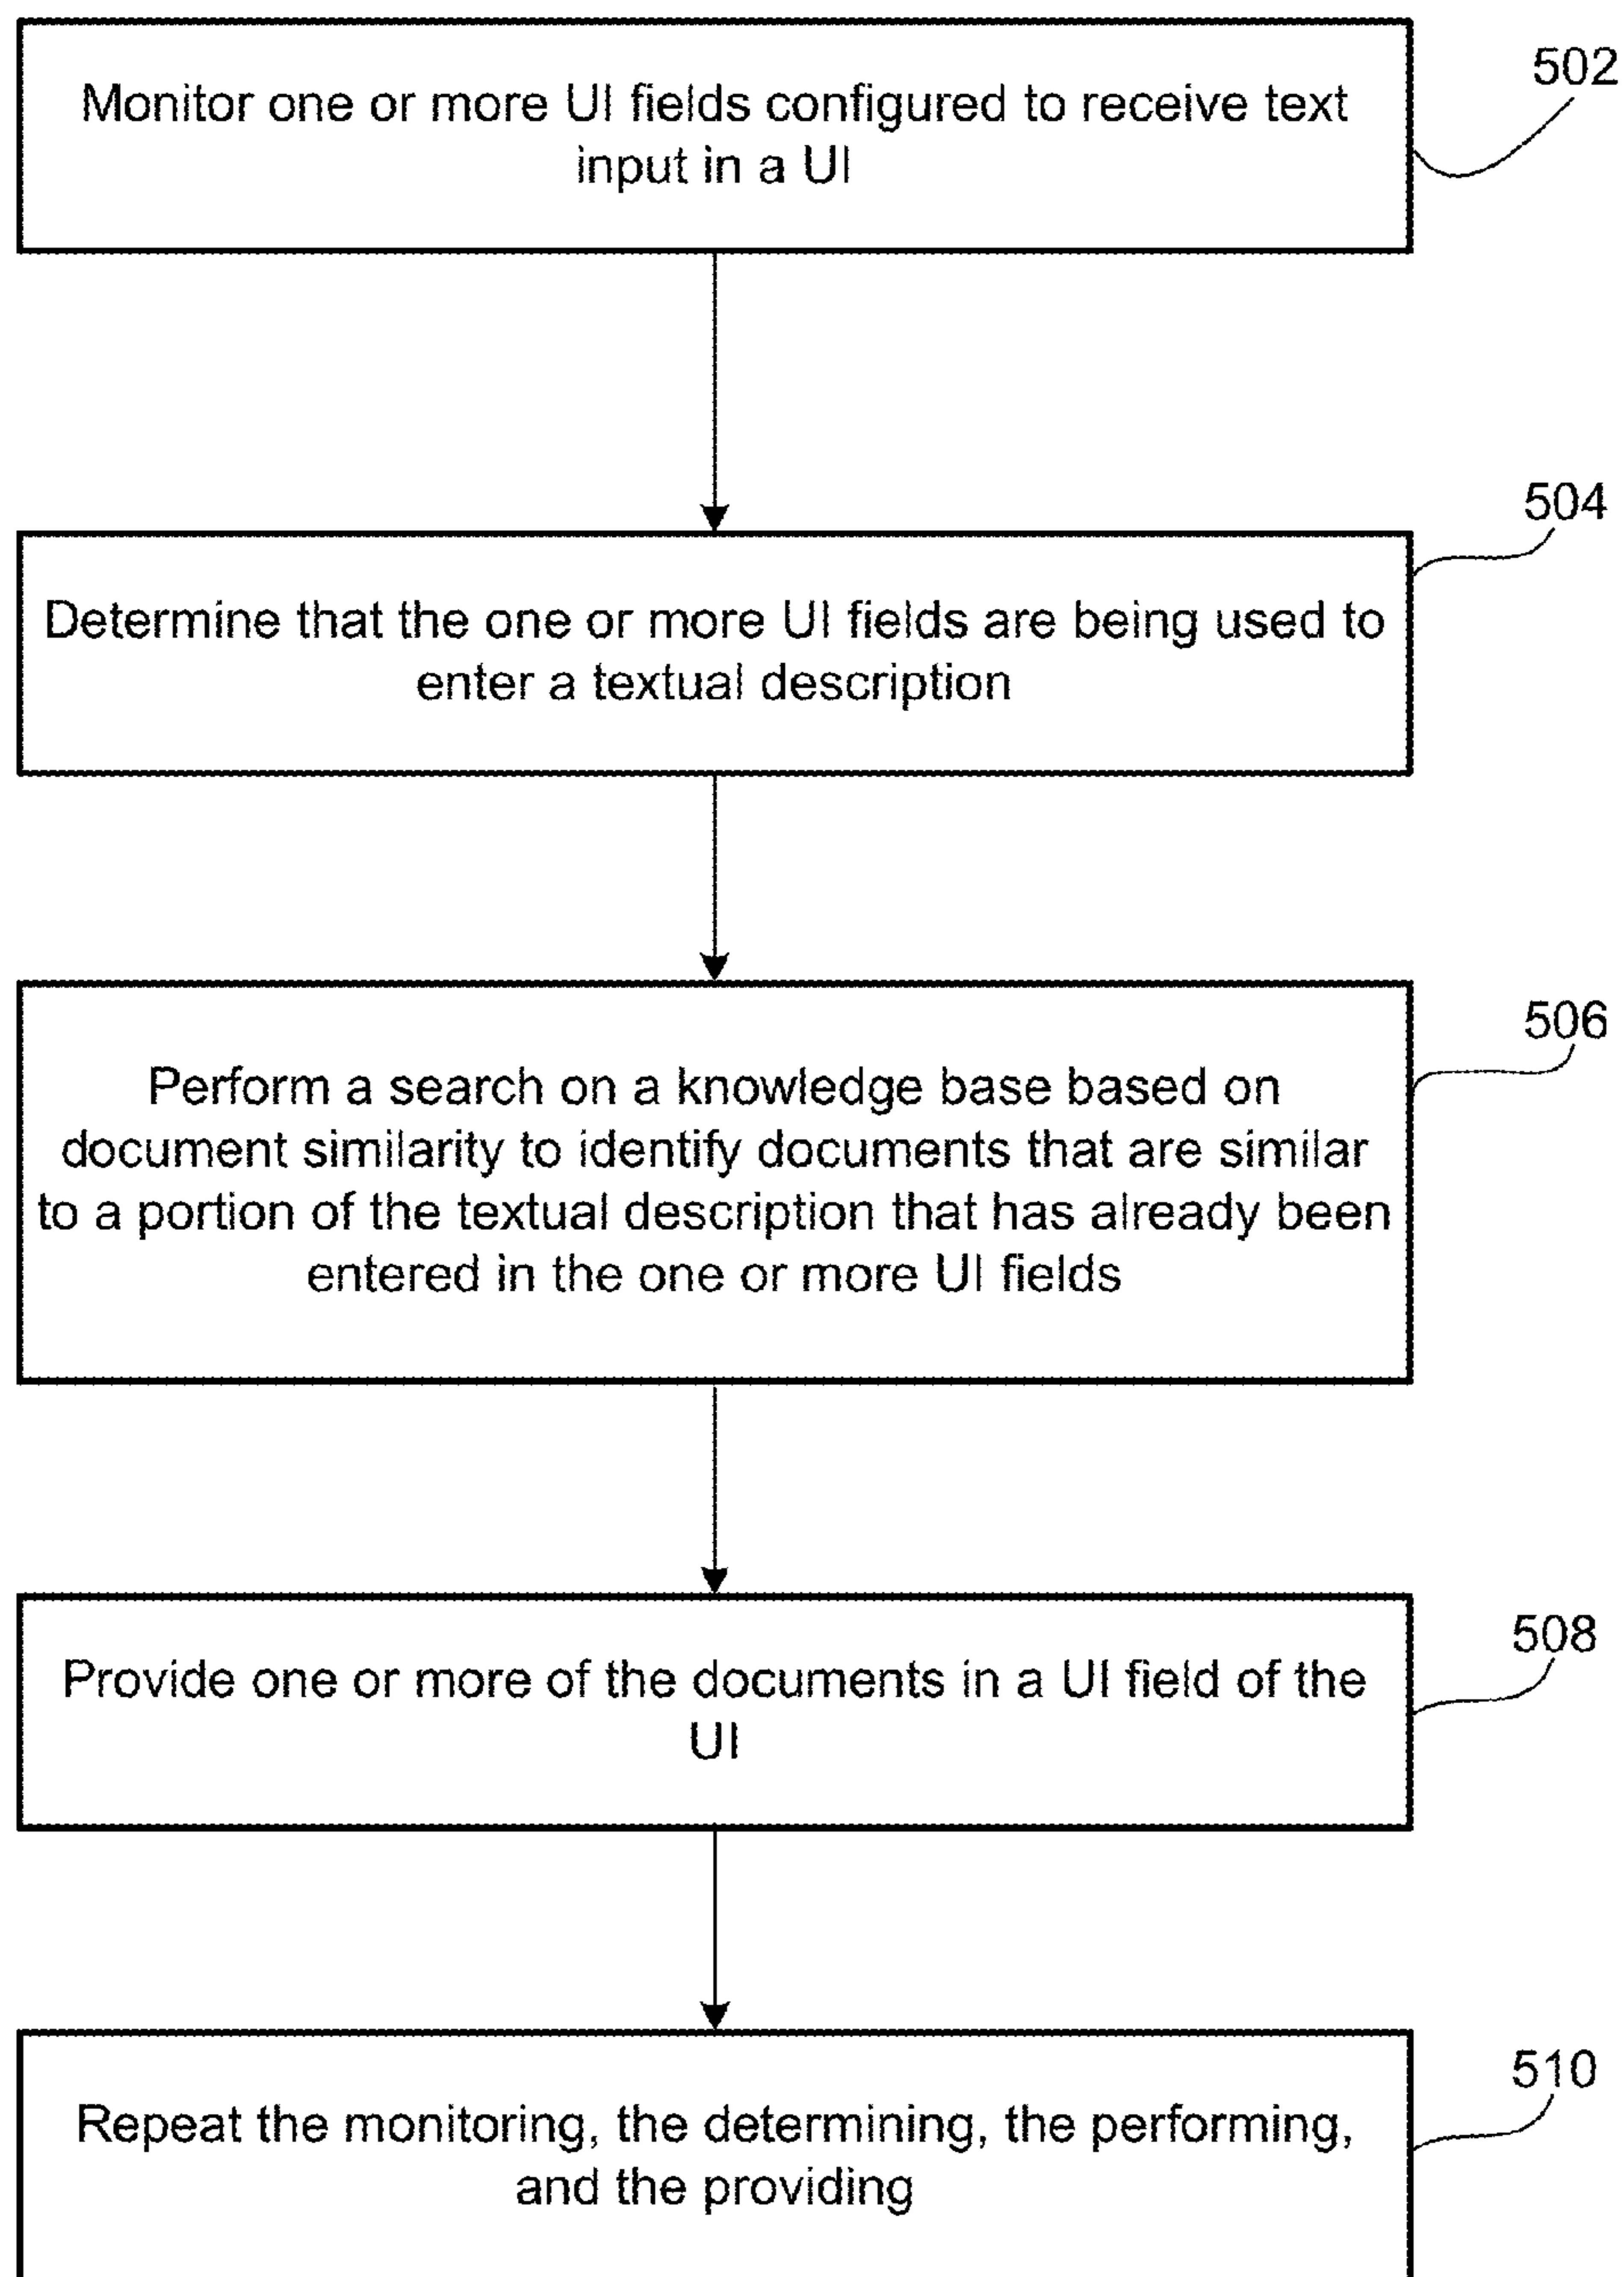 Monitor one or more UI fields configured to receive text
input in a UI
502
Determine that the one or more UI fields are being used to
enter a textual description
504
Perform a search on a knowledge base based on
document similarity to identify documents that are similar
to a portion of the textual description that has already been
entered in the one or more UI fields
506
Provide one or more of the documents in a UI field of the
UI
508
Repeat the monitoring, the determining, the performing,
and the providing
510